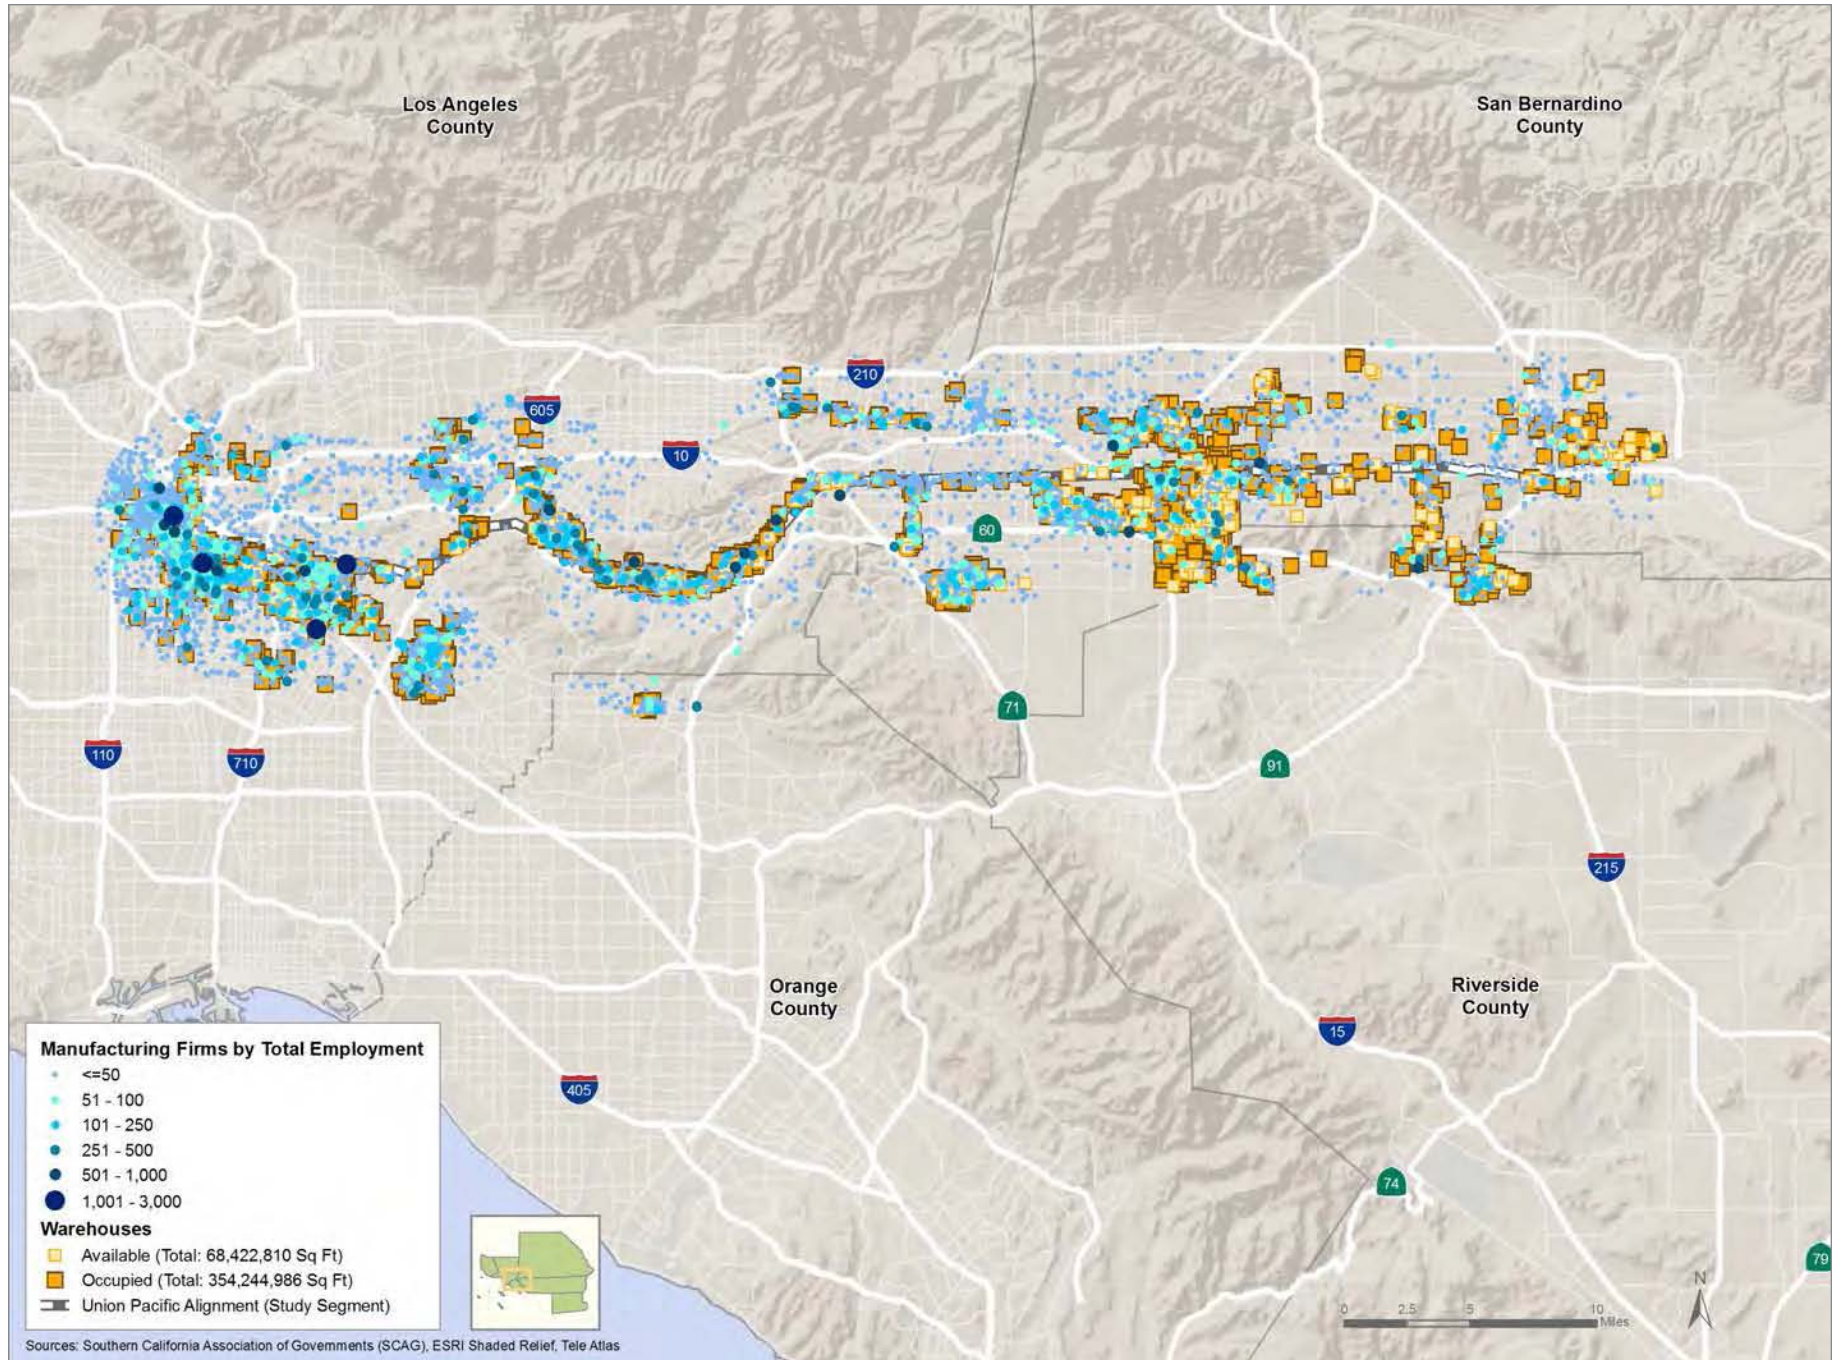 Los Angeles
County
San Bernardino
County
210
605
10
60
71
110
710
91
215
Orange
County
Riverside
County
15
405
74
79
Manufacturing Firms by Total Employment
<=50
51 - 100
101 - 250
251 - 500
501 - 1,000
1,001 - 3,000
Warehouses
Available (Total: 68,422,810 Sq Ft)
Occupied (Total: 354,244,986 Sq Ft)
Union Pacific Alignment (Study Segment)
N
0 2.5 5 10
Miles
Sources: Southern California Association of Governments (SCAG), ESRI Shaded Relief, Tele Atlas